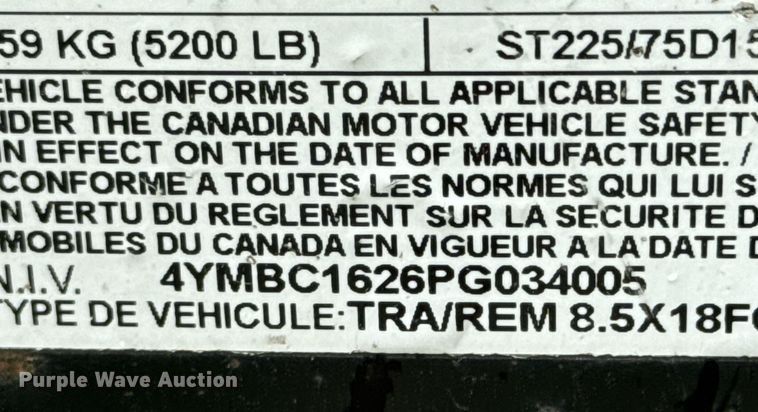 59 KG (5200 LB) ST225/75D15
EHICLE CONFORMS TO ALL APPLICABLE STAN
NDER THE CANADIAN MOTOR VEHICLE SAFETY
IN EFFECT ON THE DATE OF MANUFACTURE. /
CONFORME A TOUTES LES NORMES QUI LUI S
N VERTU DU REGLEMENT SUR LA SECURITE D
MOBILES DU CANADA EN VIGUEUR A LA DATE D
N.I.V. 4YMBC1626PG034005
TYPE DE VEHICULE: TRA/REM 8.5X18FO
Purple Wave Auction